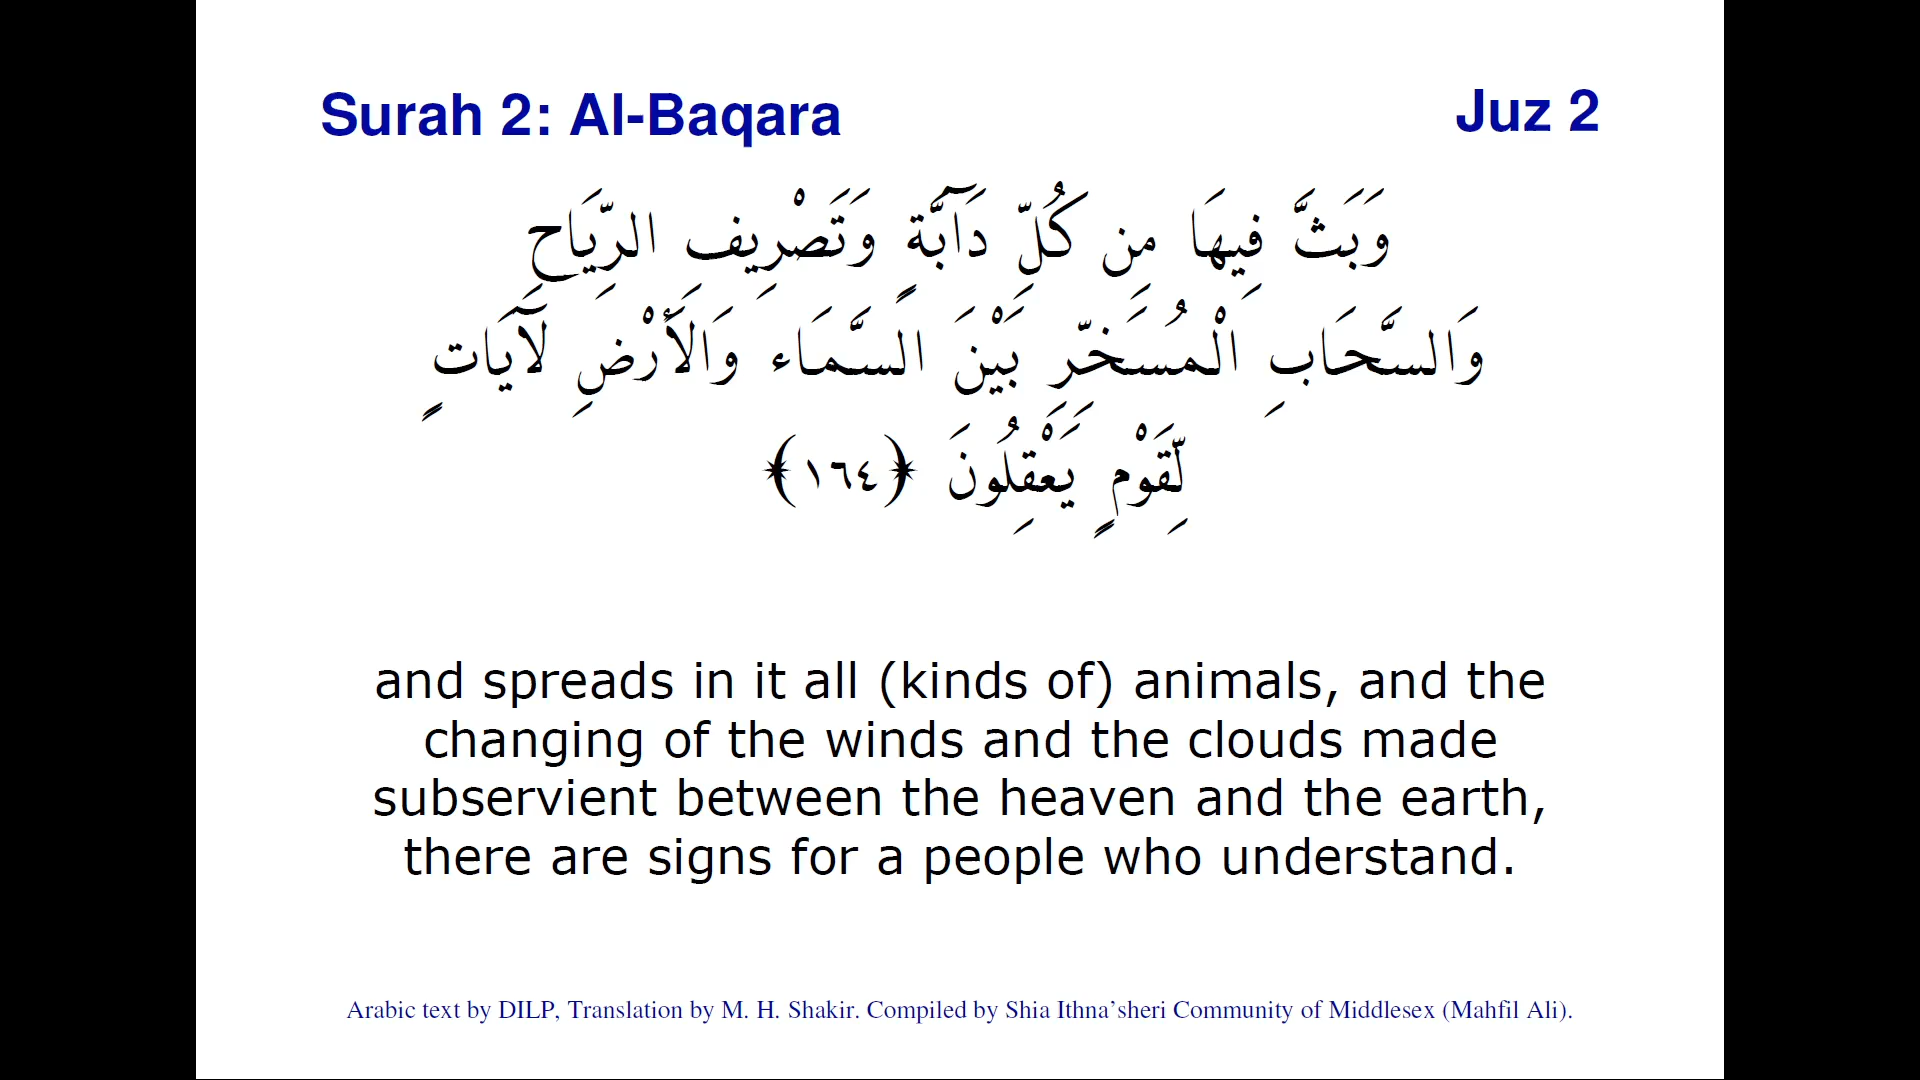 Surah 2: Al-Baqara
Juz 2
وَبَثَّ فِيهَا مِن كُلِّ دَآبَّةٍ وَتَصْرِيفِ الرِّيَاحِ
وَالسَّحَابِ الْمُسَخِّرِ بَيْنَ السَّمَاء وَالأَرْضِ لآيَاتٍ
لِّقَوْمٍ يَعْقِلُونَ ﴿١٦٤﴾
and spreads in it all (kinds of) animals, and the
changing of the winds and the clouds made
subservient between the heaven and the earth,
there are signs for a people who understand.
Arabic text by DILP, Translation by M. H. Shakir. Compiled by Shia Ithna’sheri Community of Middlesex (Mahfil Ali).